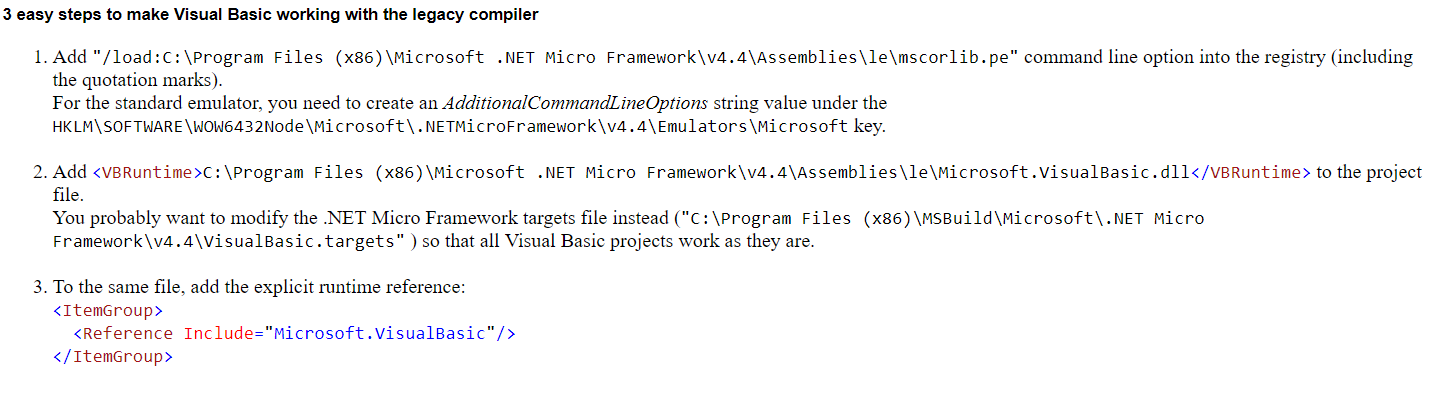 3 easy steps to make Visual Basic working with the legacy compiler
1. Add "/load:C:\Program Files (x86)\Microsoft .NET Micro Framework\v4.4\Assemblies\le\mscorlib.pe" command line option into the registry (including
the quotation marks).
For the standard emulator, you need to create an AdditionalCommandLineOptions string value under the
HKLM\SOFTWARE\WOW6432Node\Microsoft\.NETMicroFramework\v4.4\Emulators\Microsoft key.
2. Add <VBRuntime>C:\Program Files (x86)\Microsoft .NET Micro Framework\v4.4\Assemblies\le\Microsoft.VisualBasic.dll</VBRuntime> to the project
file.
You probably want to modify the .NET Micro Framework targets file instead ("C:\Program Files (x86)\MSBuild\Microsoft\.NET Micro
Framework\v4.4\VisualBasic.targets" ) so that all Visual Basic projects work as they are.
3. To the same file, add the explicit runtime reference:
<ItemGroup>
<Reference Include="Microsoft.VisualBasic"/>
</ItemGroup>